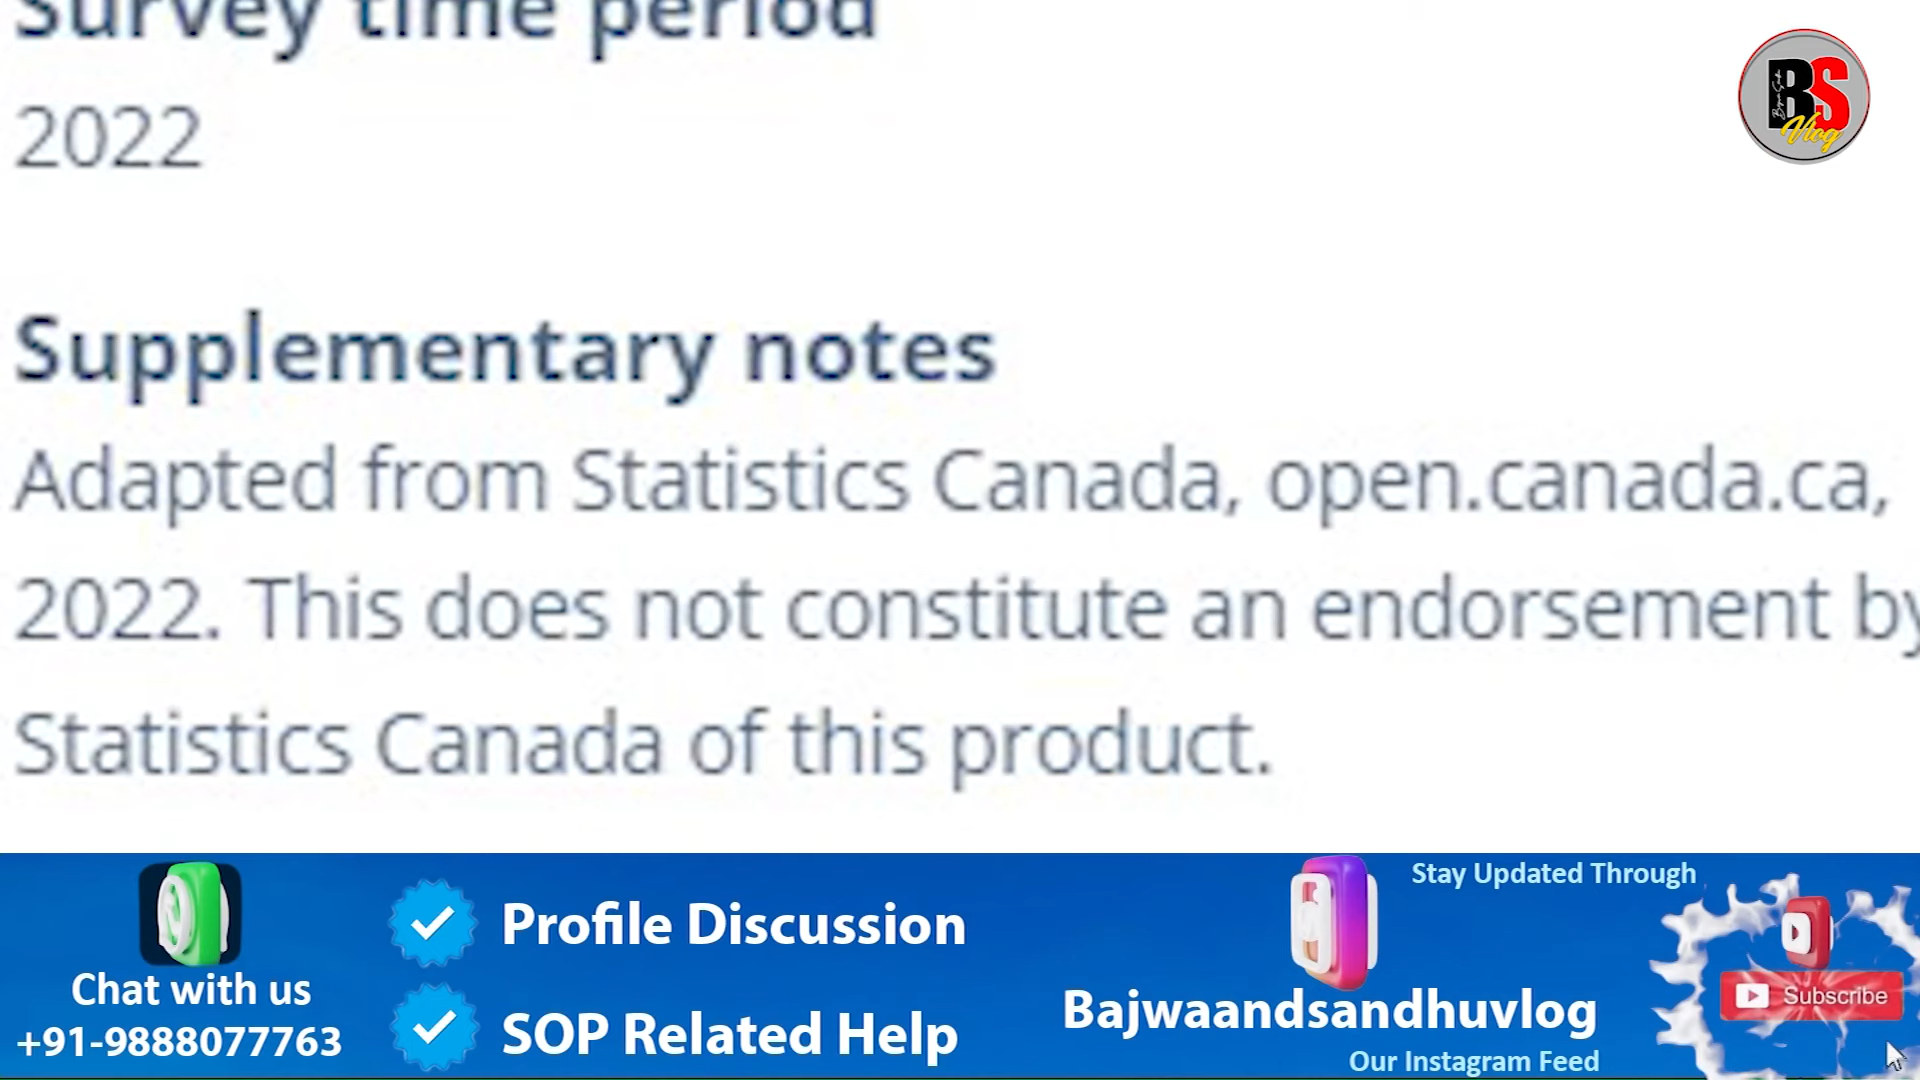 Survey time period
2022
Supplementary notes
Adapted from Statistics Canada, open.canada.ca,
2022. This does not constitute an endorsement by
Statistics Canada of this product.
BS
Vlog
Chat with us
+91-9888077763
Profile Discussion
SOP Related Help
Stay Updated Through
Bajwaandsandhuvlog
Our Instagram Feed
Subscribe